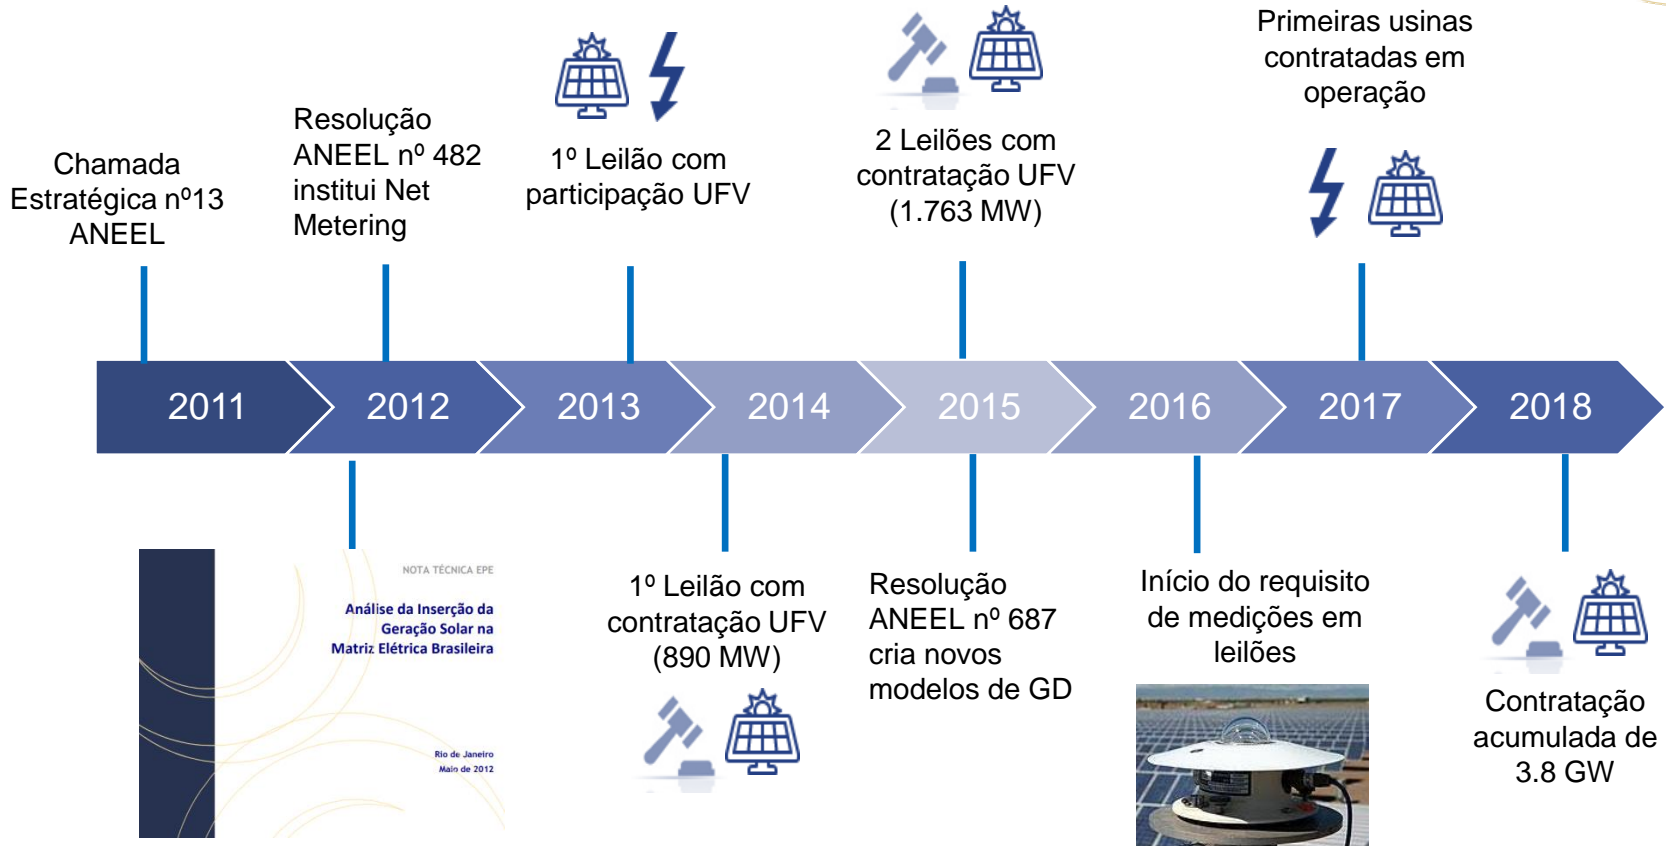 Chamada
Estratégica nº13
ANEEL
Resolução
ANEEL nº 482
institui Net
Metering
1º Leilão com
participação UFV
2 Leilões com
contratação UFV
(1.763 MW)
Primeiras usinas
contratadas em
operação
2011
2012
2013
2014
2015
2016
2017
2018
NOTA TÉCNICA EPE
Análise da Inserção da
Geração Solar na
Matriz Elétrica Brasileira
Rio de Janeiro
Maio de 2012
1º Leilão com
contratação UFV
(890 MW)
Resolução
ANEEL nº 687
cria novos
modelos de GD
Início do requisito
de medições em
leilões
Contratação
acumulada de
3.8 GW